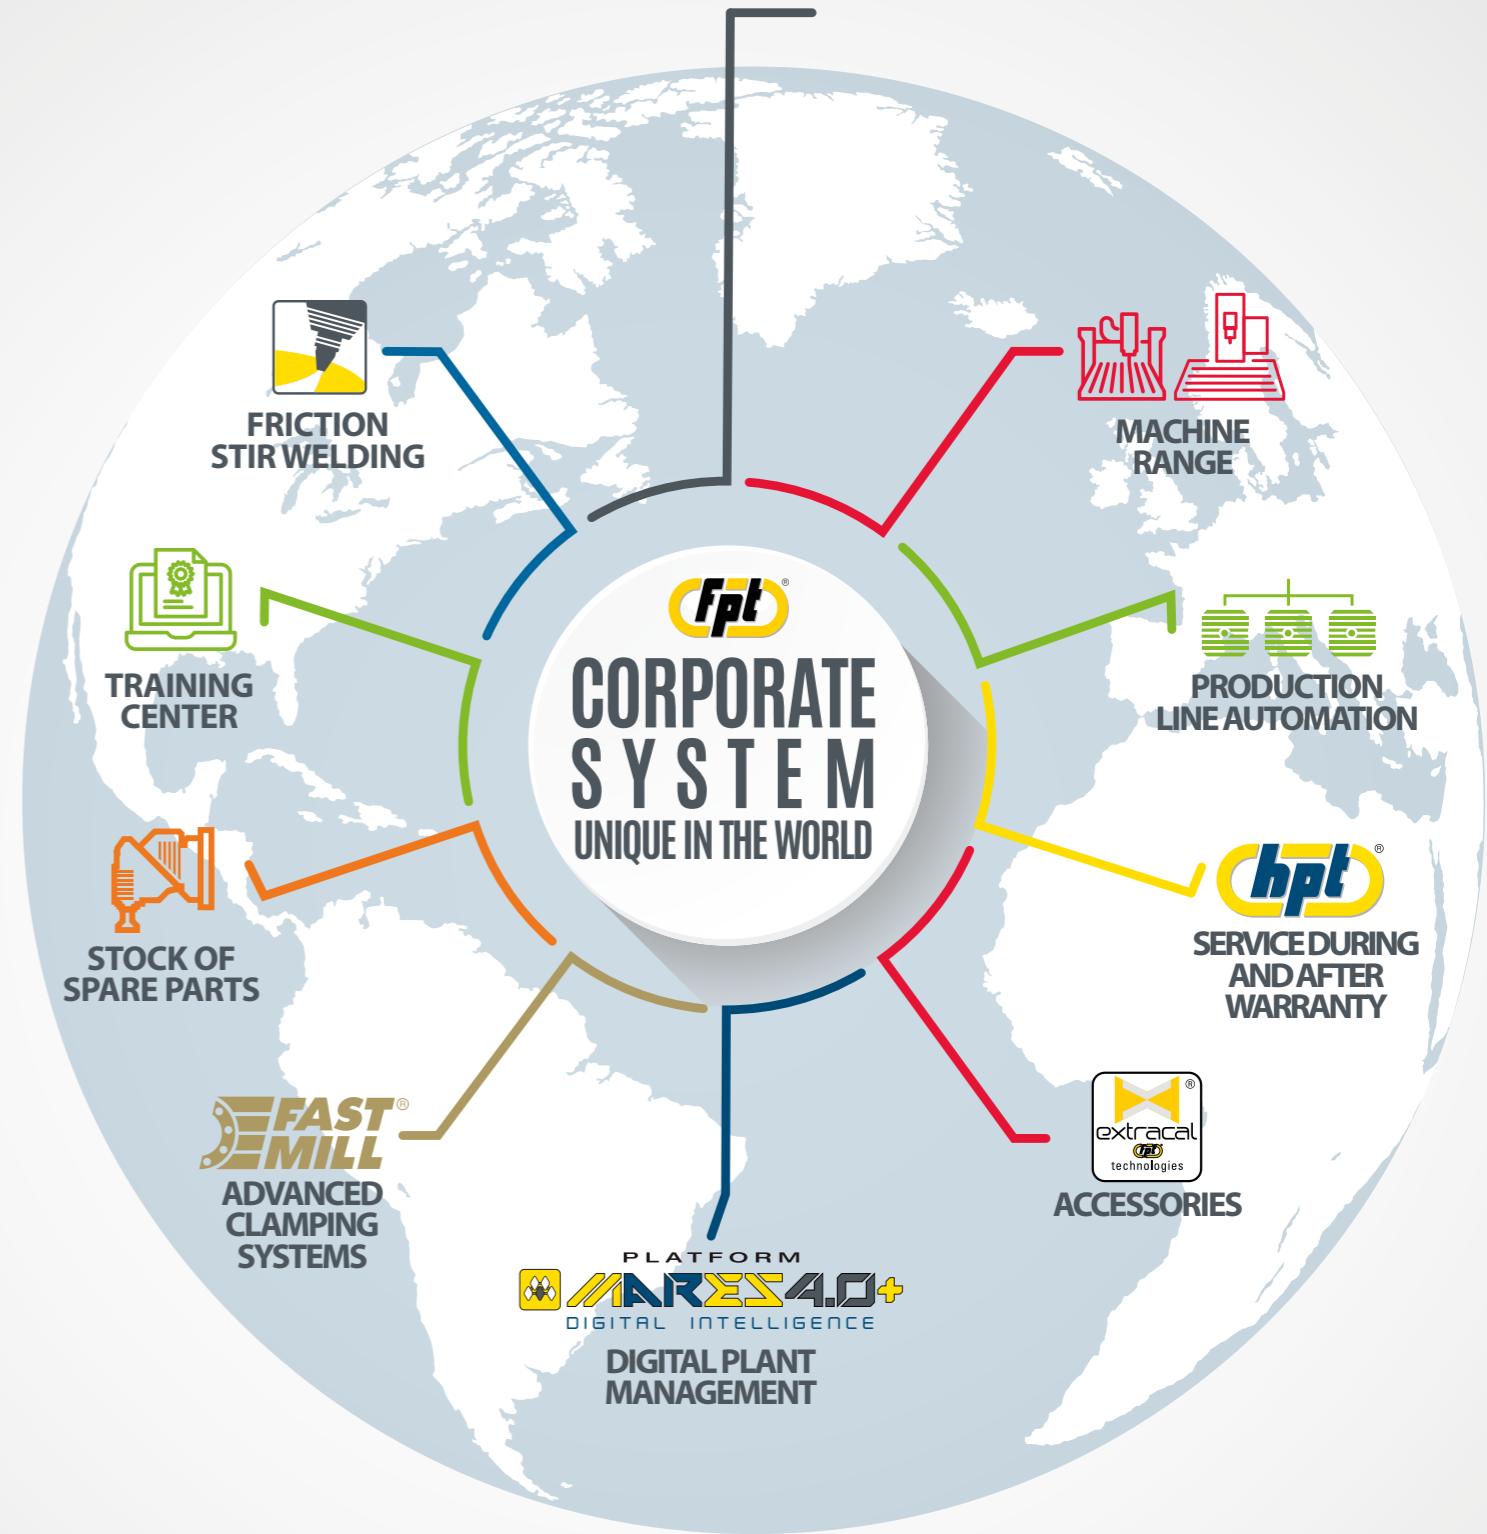 fpt®
CORPORATE
SYSTEM
UNIQUE IN THE WORLD
MACHINE
RANGE
PRODUCTION
LINE AUTOMATION
hpt®
SERVICE DURING
AND AFTER
WARRANTY
®
extracal
fpt
technologies
ACCESSORIES
PLATFORM
MARES4.0+
DIGITAL INTELLIGENCE
DIGITAL PLANT
MANAGEMENT
FAST®
MILL
ADVANCED
CLAMPING
SYSTEMS
STOCK OF
SPARE PARTS
TRAINING
CENTER
FRICTION
STIR WELDING